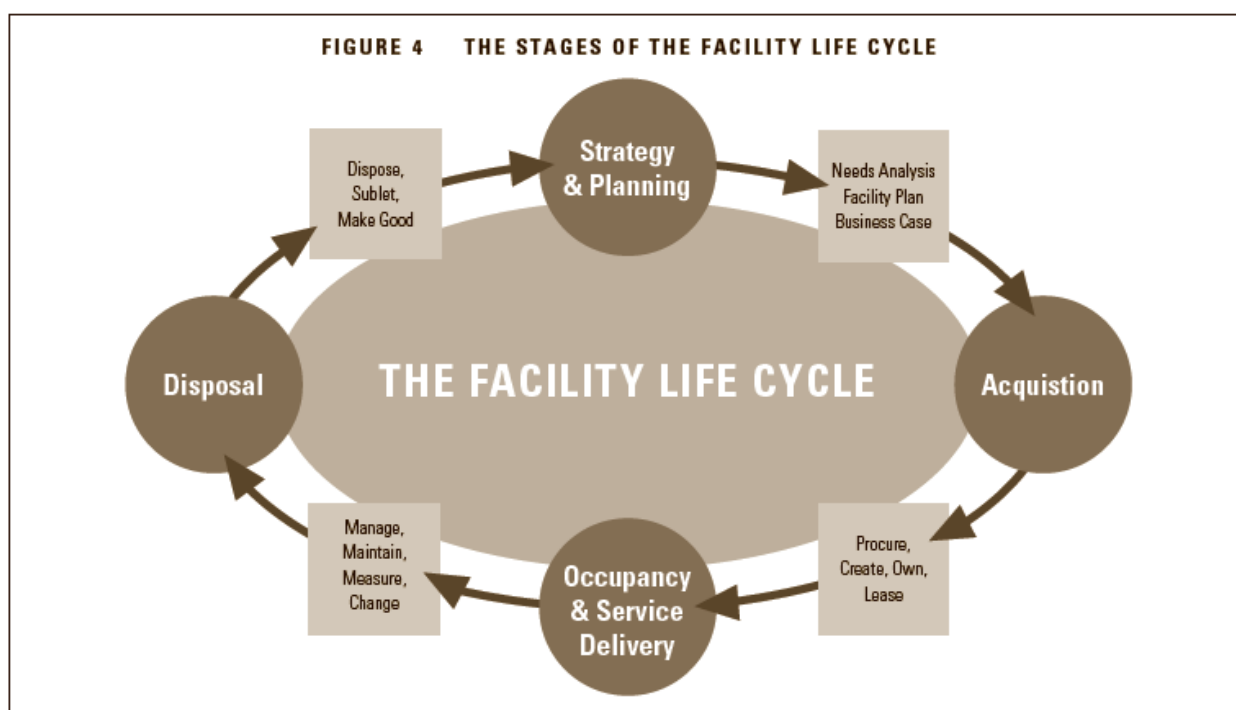 FIGURE 4 THE STAGES OF THE FACILITY LIFE CYCLE
Strategy
& Planning
Needs Analysis
Facility Plan
Business Case
Acquistion
Procure,
Create, Own,
Lease
Occupancy
& Service
Delivery
Manage,
Maintain,
Measure,
Change
Disposal
Dispose,
Sublet,
Make Good
THE FACILITY LIFE CYCLE